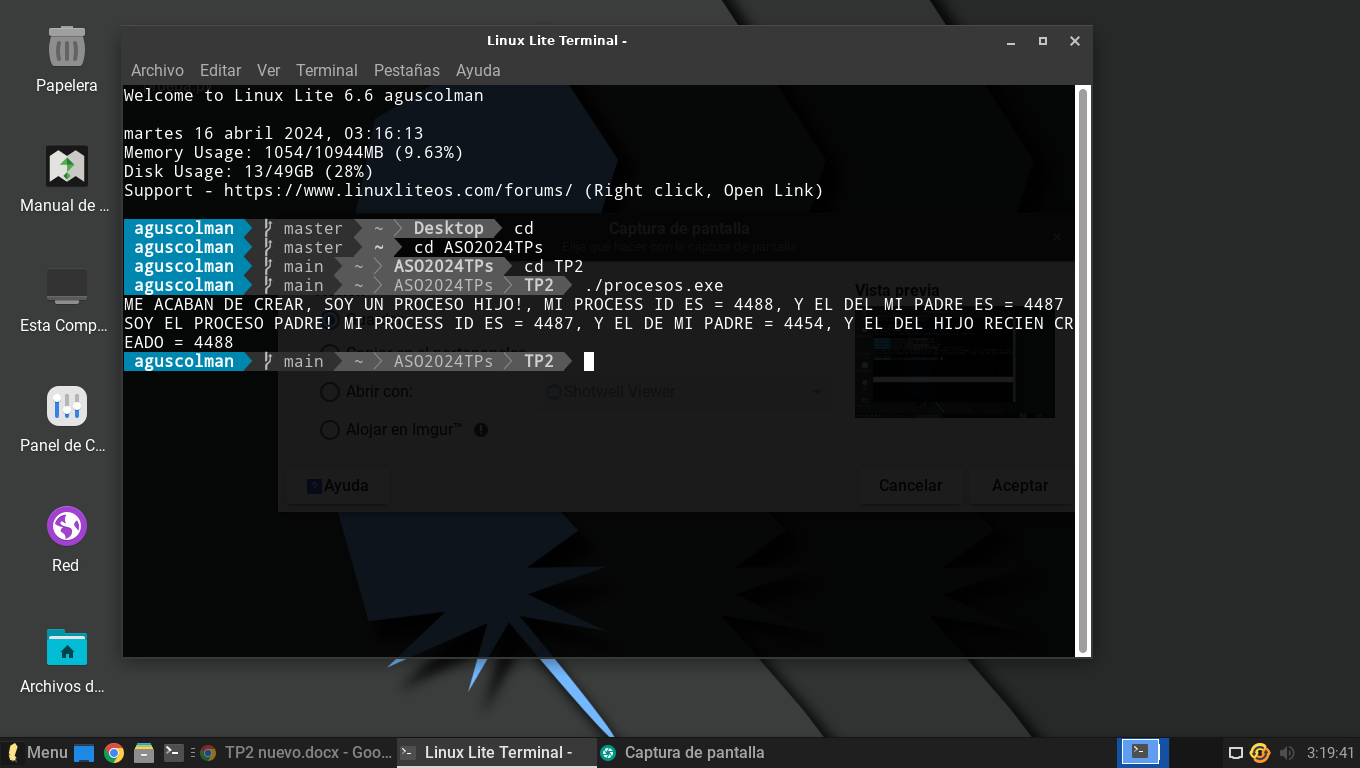 Papelera
Manual de ...
Esta Comp...
Panel de C...
Red
Archivos d...
Linux Lite Terminal -
Archivo Editar Ver Terminal Pestañas Ayuda
Welcome to Linux Lite 6.6 aguscolman
martes 16 abril 2024, 03:16:13
Memory Usage: 1054/10944MB (9.63%)
Disk Usage: 13/49GB (28%)
Support - https://www.linuxliteos.com/forums/ (Right click, Open Link)
aguscolman master ~ Desktop cd
aguscolman master ~ cd ASO2024TPs
aguscolman main ~ ASO2024TPs cd TP2
aguscolman main ~ ASO2024TPs TP2 ./procesos.exe
ME ACABAN DE CREAR, SOY UN PROCESO HIJO!, MI PROCESS ID ES = 4488, Y EL DEL MI PADRE ES = 4487
SOY EL PROCESO PADRE! MI PROCESS ID ES = 4487, Y EL DE MI PADRE = 4454, Y EL DEL HIJO RECIEN CR
EADO = 4488
aguscolman main ~ ASO2024TPs TP2
Captura de pantalla
Elija qué hacer con la captura de pantalla
Vista previa
Abrir con: Shotwell Viewer
Alojar en Imgur™
Ayuda Cancelar Aceptar
Menu TP2 nuevo.docx - Goo... Linux Lite Terminal - Captura de pantalla 3:19:41